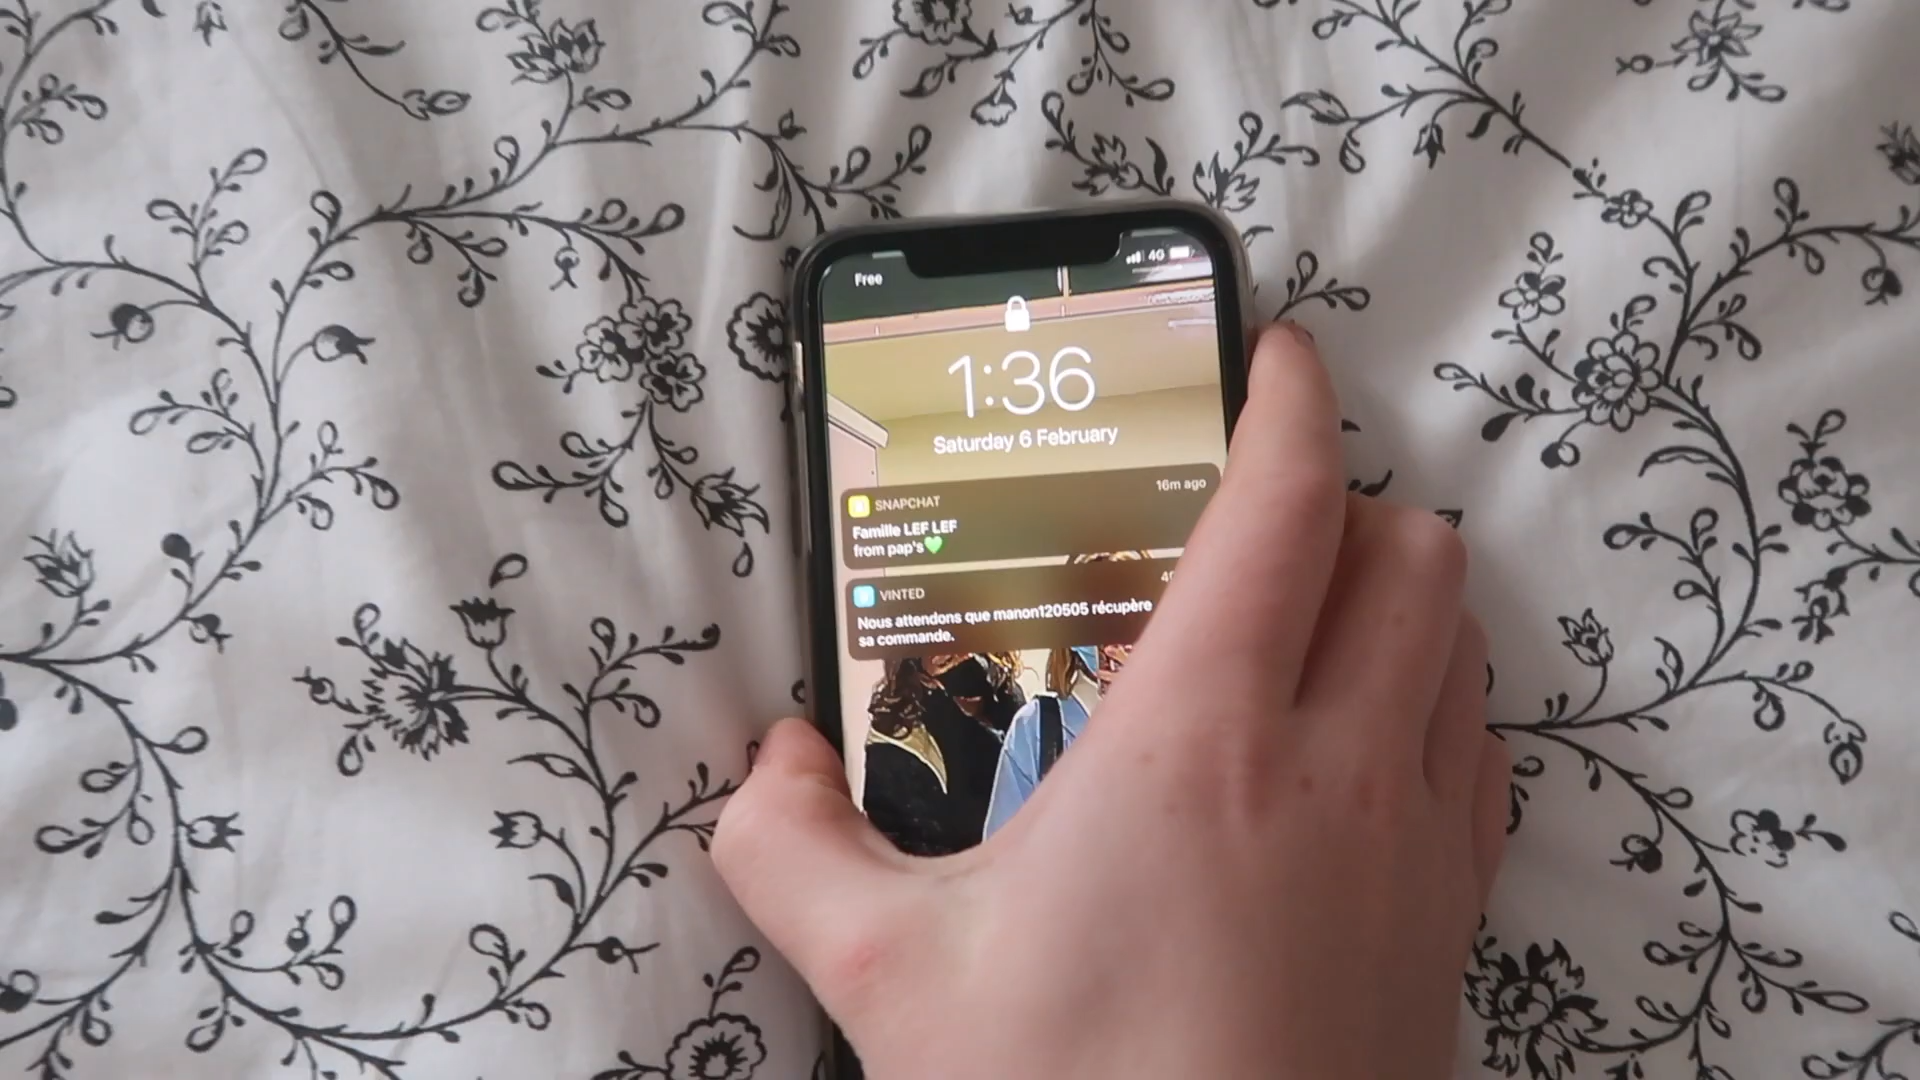 Free
4G
1:36
Saturday 6 February
SNAPCHAT
16m ago
Famille LEF LEF
from pap's💚
VINTED
Nous attendons que manon120505 récupère
sa commande.